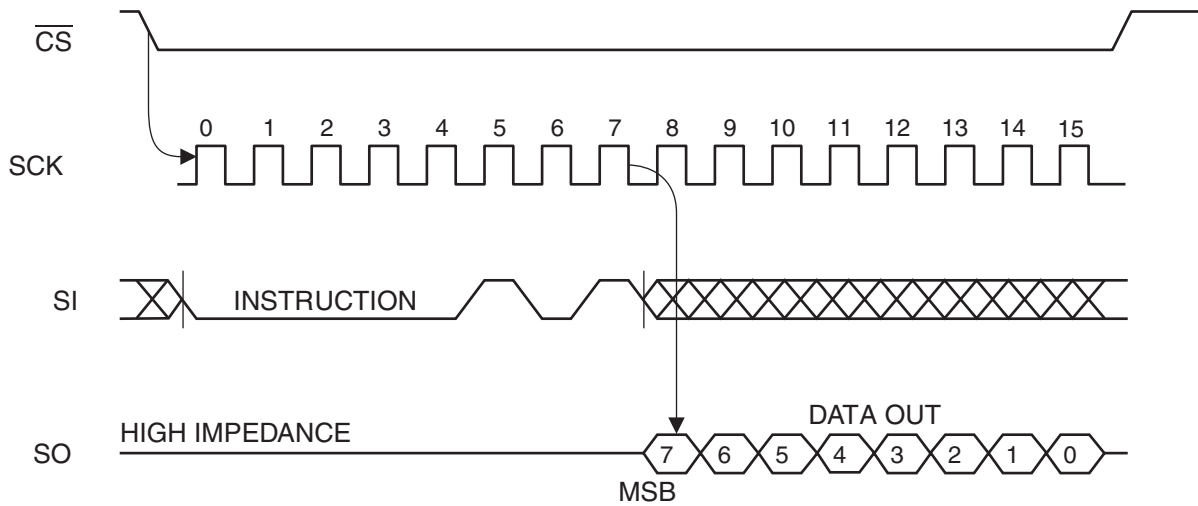 CS
0 1 2 3 4 5 6 7 8 9 10 11 12 13 14 15
SCK
SI
INSTRUCTION
HIGH IMPEDANCE
DATA OUT
SO
7 6 5 4 3 2 1 0
MSB